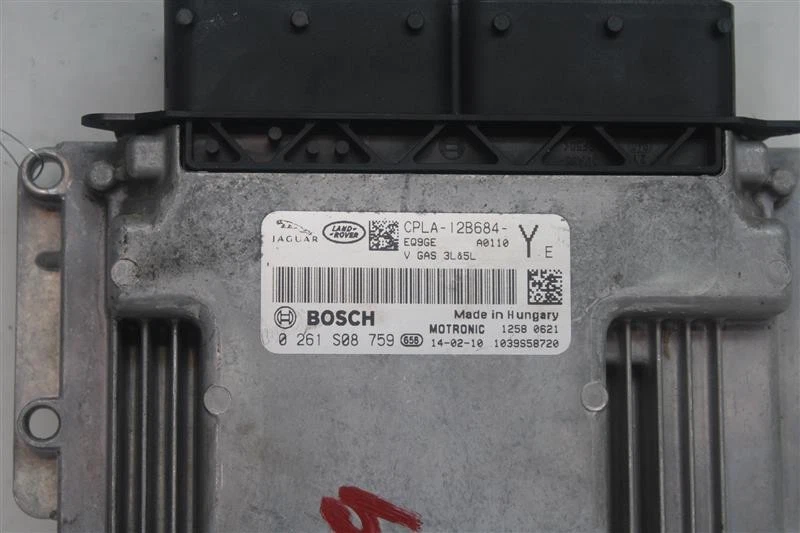 JAGUAR LAND-ROVER CPLA-12B684- Y E
EQ9GE A0110
V GAS 3L&5L
BOSCH Made in Hungary
MOTRONIC 1258 0621
0 261 S08 759 658 14-02-10 1039S58720